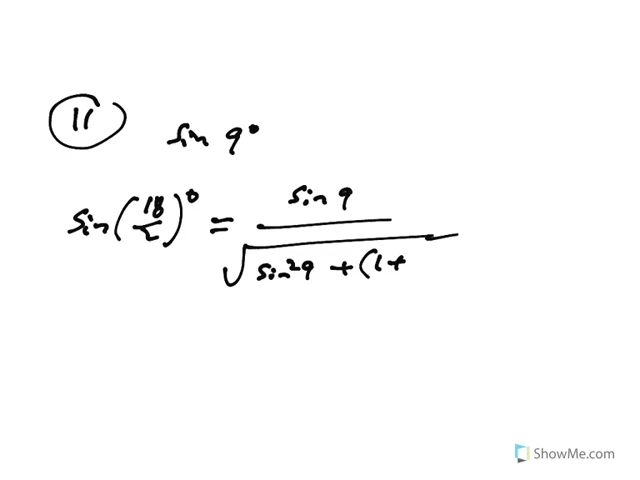 11
sin 9°
sin(18/2)° = sin 9 / √(sin²9 + (1+
ShowMe.com